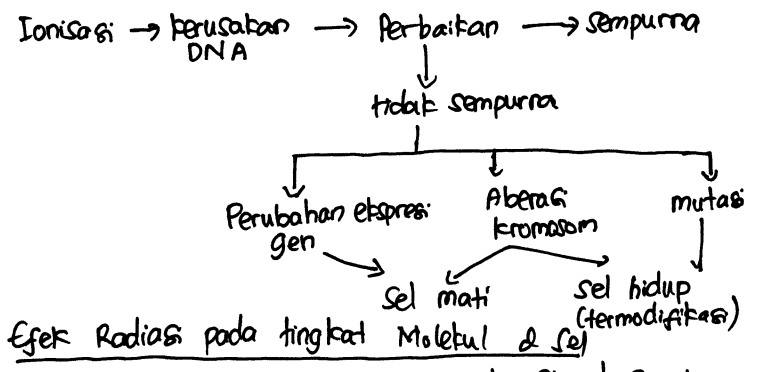 Ionisasi → kerusakan → Perbaikan → sempurna
DNA
tidak sempurna
Perubahan ekspresi
gen
Aberasi
kromosom
mutasi
sel mati
sel hidup
(termodifikasi)
Efek Radiasi pada tingkat Molekul & sel